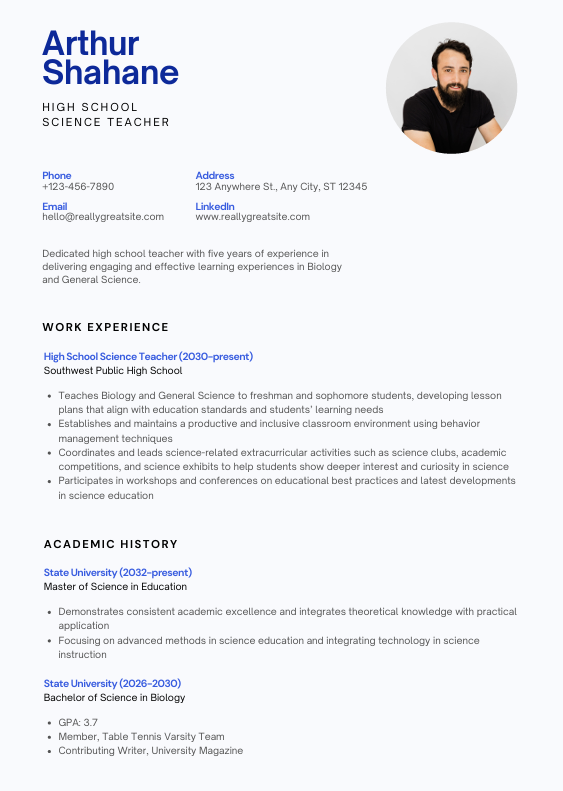 Arthur
Shahane
HIGH SCHOOL
SCIENCE TEACHER
Phone
+123-456-7890
Address
123 Anywhere St., Any City, ST 12345
Email
hello@reallygreatsite.com
LinkedIn
www.reallygreatsite.com
Dedicated high school teacher with five years of experience in
delivering engaging and effective learning experiences in Biology
and General Science.
WORK EXPERIENCE
High School Science Teacher (2030–present)
Southwest Public High School
• Teaches Biology and General Science to freshman and sophomore students, developing lesson
plans that align with education standards and students’ learning needs
• Establishes and maintains a productive and inclusive classroom environment using behavior
management techniques
• Coordinates and leads science-related extracurricular activities such as science clubs, academic
competitions, and science exhibits to help students show deeper interest and curiosity in science
• Participates in workshops and conferences on educational best practices and latest developments
in science education
ACADEMIC HISTORY
State University (2032–present)
Master of Science in Education
• Demonstrates consistent academic excellence and integrates theoretical knowledge with practical
application
• Focusing on advanced methods in science education and integrating technology in science
instruction
State University (2026–2030)
Bachelor of Science in Biology
• GPA: 3.7
• Member, Table Tennis Varsity Team
• Contributing Writer, University Magazine